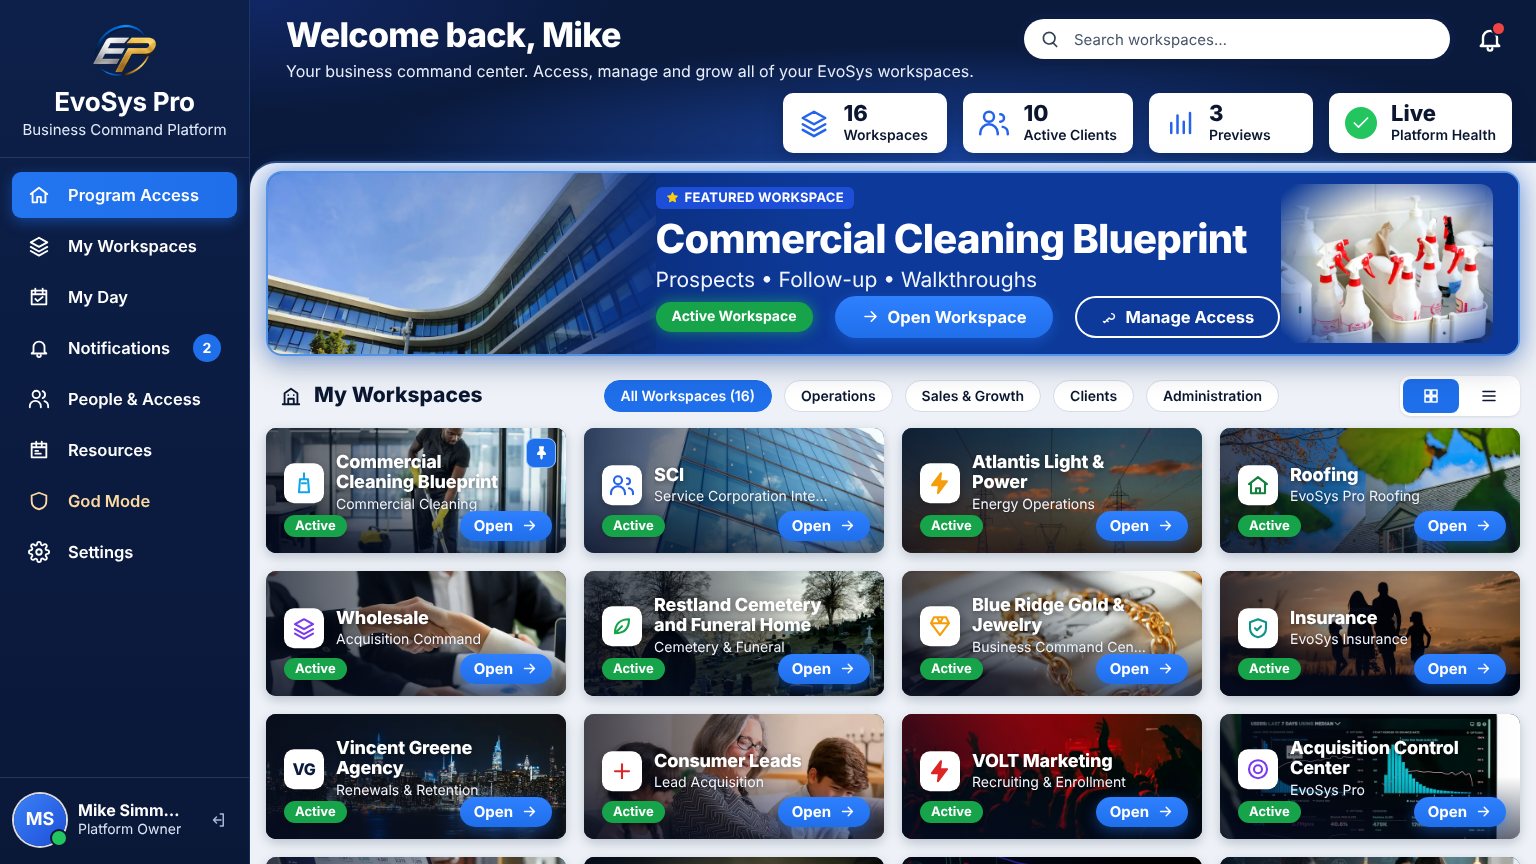 EP
EvoSys Pro
Business Command Platform
Program Access
My Workspaces
My Day
Notifications 2
People & Access
Resources
God Mode
Settings
MS
Mike Simm...
Platform Owner
Welcome back, Mike
Your business command center. Access, manage and grow all of your EvoSys workspaces.
Search workspaces...
16
Workspaces
10
Active Clients
3
Previews
Live
Platform Health
FEATURED WORKSPACE
Commercial Cleaning Blueprint
Prospects • Follow-up • Walkthroughs
Active Workspace
Open Workspace
Manage Access
My Workspaces
All Workspaces (16)
Operations
Sales & Growth
Clients
Administration
Commercial
Cleaning Blueprint
Commercial Cleaning
Active
Open
SCI
Service Corporation Inte...
Active
Open
Atlantis Light &
Power
Energy Operations
Active
Open
Roofing
EvoSys Pro Roofing
Active
Open
Wholesale
Acquisition Command
Active
Open
Restland Cemetery
and Funeral Home
Cemetery & Funeral
Active
Open
Blue Ridge Gold &
Jewelry
Business Command Cen...
Active
Open
Insurance
EvoSys Insurance
Active
Open
VG
Vincent Greene
Agency
Renewals & Retention
Active
Open
Consumer Leads
Lead Acquisition
Active
Open
VOLT Marketing
Recruiting & Enrollment
Active
Open
USERS: LAST 7 DAYS USING MEDIAN
Acquisition Control
Center
EvoSys Pro
Active
Open